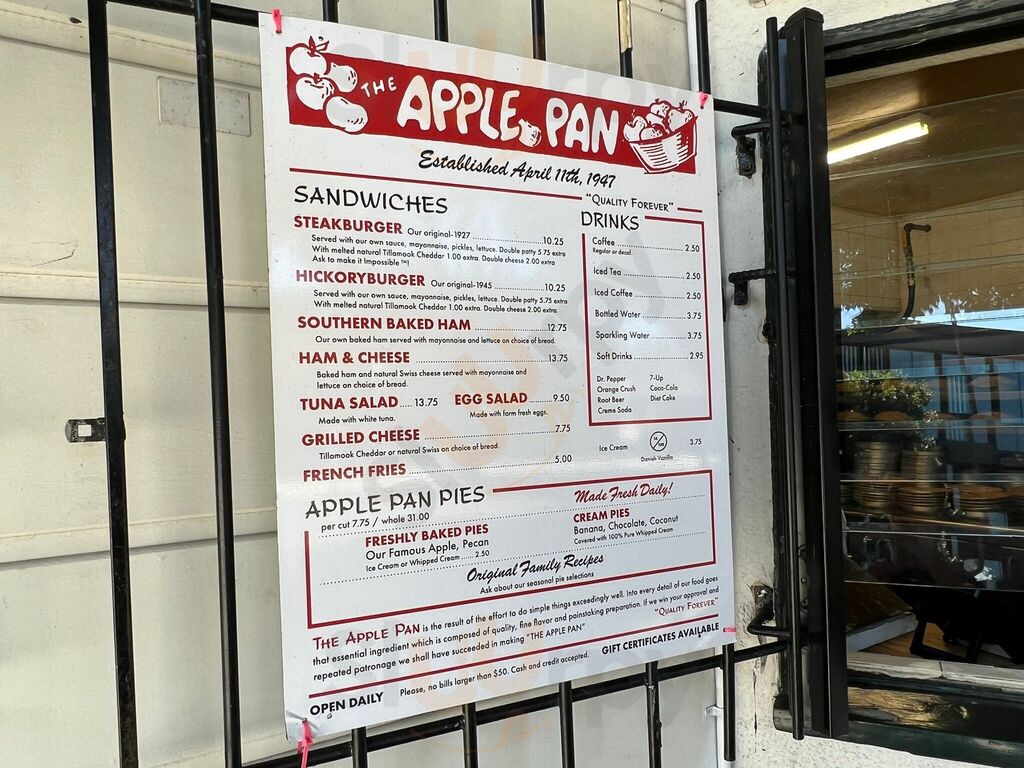 THE APPLE PAN
Established April 11th, 1947
"QUALITY FOREVER"
SANDWICHES
STEAKBURGER Our original-1927 ........ 10.25
Served with our own sauce, mayonnaise, pickles, lettuce. Double patty 5.75 extra
With melted natural Tillamook Cheddar 1.00 extra. Double cheese 2.00 extra
Ask to make it Impossible ™)
HICKORYBURGER Our original-1945 ........ 10.25
Served with our own sauce, mayonnaise, pickles, lettuce. Double patty 5.75 extra
With melted natural Tillamook Cheddar 1.00 extra. Double cheese 2.00 extra.
SOUTHERN BAKED HAM ........ 12.75
Our own baked ham served with mayonnaise and lettuce on choice of bread.
HAM & CHEESE ........ 13.75
Baked ham and natural Swiss cheese served with mayonnaise and
lettuce on choice of bread.
TUNA SALAD .... 13.75 EGG SALAD ...... 9.50
Made with white tuna. Made with farm fresh eggs.
GRILLED CHEESE ........ 7.75
Tillamook Cheddar or natural Swiss on choice of bread.
FRENCH FRIES ........ 5.00
DRINKS
Coffee ........ 2.50
Regular or decaf
Iced Tea ........ 2.50
Iced Coffee ........ 2.50
Bottled Water ........ 3.75
Sparkling Water ........ 3.75
Soft Drinks ........ 2.95
Dr. Pepper 7-Up
Orange Crush Coca-Cola
Root Beer Diet Coke
Creme Soda
Ice Cream 3.75
Danish Vanilla
APPLE PAN PIES
Made Fresh Daily!
per cut 7.75 / whole 31.00
FRESHLY BAKED PIES CREAM PIES
Our Famous Apple, Pecan Banana, Chocolate, Coconut
Ice Cream or Whipped Cream ...... 2.50 Covered with 100% Pure Whipped Cream
Original Family Recipes
Ask about our seasonal pie selections
THE APPLE PAN is the result of the effort to do simple things exceedingly well. Into every detail of our food goes
that essential ingredient which is composed of quality, fine flavor and painstaking preparation. If we win your approval and
repeated patronage we shall have succeeded in making "THE APPLE PAN" "QUALITY FOREVER"
OPEN DAILY Please, no bills larger than $50. Cash and credit accepted. GIFT CERTIFICATES AVAILABLE